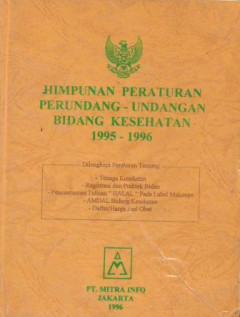 HIMPUNAN PERATURAN
PERUNDANG - UNDANGAN
BIDANG KESEHATAN
1995 - 1996
Dilengkapi Peraturan Tentang
- Tenaga Kesehatan
- Registrasi dan Praktek Bidan
- Pencantuman Tulisan " HALAL " Pada Label Makanan
- AMDAL Bidang Kesehatan
- Daftar Harga Jual Obat
PT. MITRA INFO
JAKARTA
1996